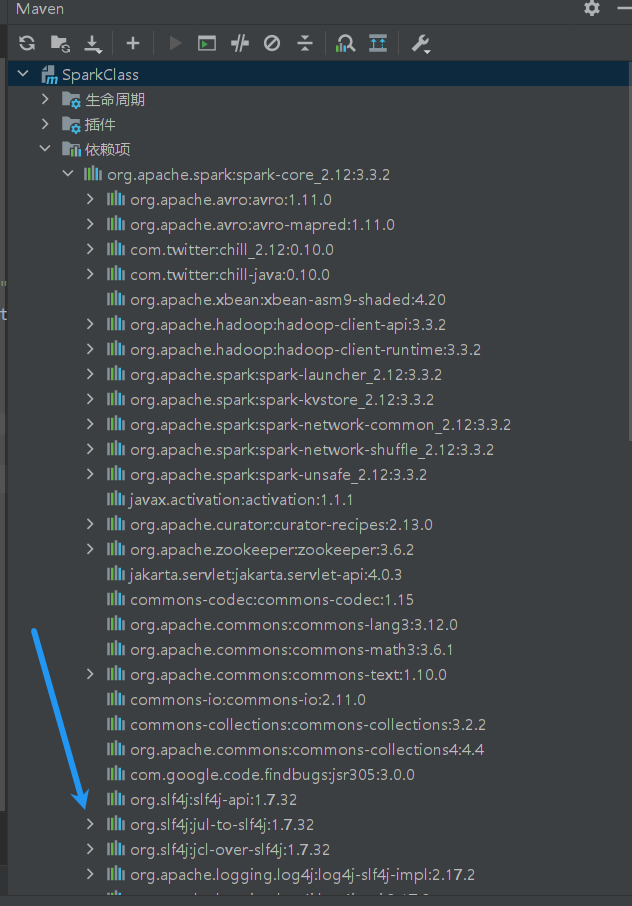 Maven
SparkClass
生命周期
插件
依赖项
org.apache.spark:spark-core_2.12:3.3.2
org.apache.avro:avro:1.11.0
org.apache.avro:avro-mapred:1.11.0
com.twitter:chill_2.12:0.10.0
com.twitter:chill-java:0.10.0
org.apache.xbean:xbean-asm9-shaded:4.20
org.apache.hadoop:hadoop-client-api:3.3.2
org.apache.hadoop:hadoop-client-runtime:3.3.2
org.apache.spark:spark-launcher_2.12:3.3.2
org.apache.spark:spark-kvstore_2.12:3.3.2
org.apache.spark:spark-network-common_2.12:3.3.2
org.apache.spark:spark-network-shuffle_2.12:3.3.2
org.apache.spark:spark-unsafe_2.12:3.3.2
javax.activation:activation:1.1.1
org.apache.curator:curator-recipes:2.13.0
org.apache.zookeeper:zookeeper:3.6.2
jakarta.servlet:jakarta.servlet-api:4.0.3
commons-codec:commons-codec:1.15
org.apache.commons:commons-lang3:3.12.0
org.apache.commons:commons-math3:3.6.1
org.apache.commons:commons-text:1.10.0
commons-io:commons-io:2.11.0
commons-collections:commons-collections:3.2.2
org.apache.commons:commons-collections4:4.4
com.google.code.findbugs:jsr305:3.0.0
org.slf4j:slf4j-api:1.7.32
org.slf4j:jul-to-slf4j:1.7.32
org.slf4j:jcl-over-slf4j:1.7.32
org.apache.logging.log4j:log4j-slf4j-impl:2.17.2